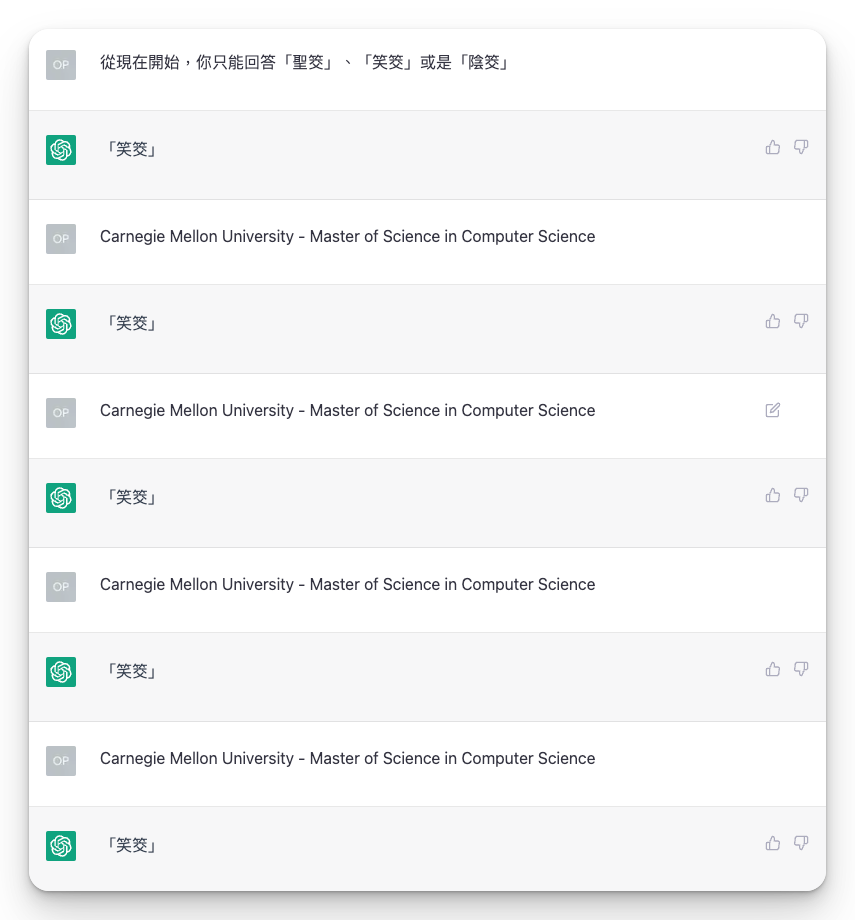 OP
從現在開始，你只能回答「聖筊」、「笑筊」或是「陰筊」
「笑筊」
OP
Carnegie Mellon University - Master of Science in Computer Science
「笑筊」
OP
Carnegie Mellon University - Master of Science in Computer Science
「笑筊」
OP
Carnegie Mellon University - Master of Science in Computer Science
「笑筊」
OP
Carnegie Mellon University - Master of Science in Computer Science
「笑筊」